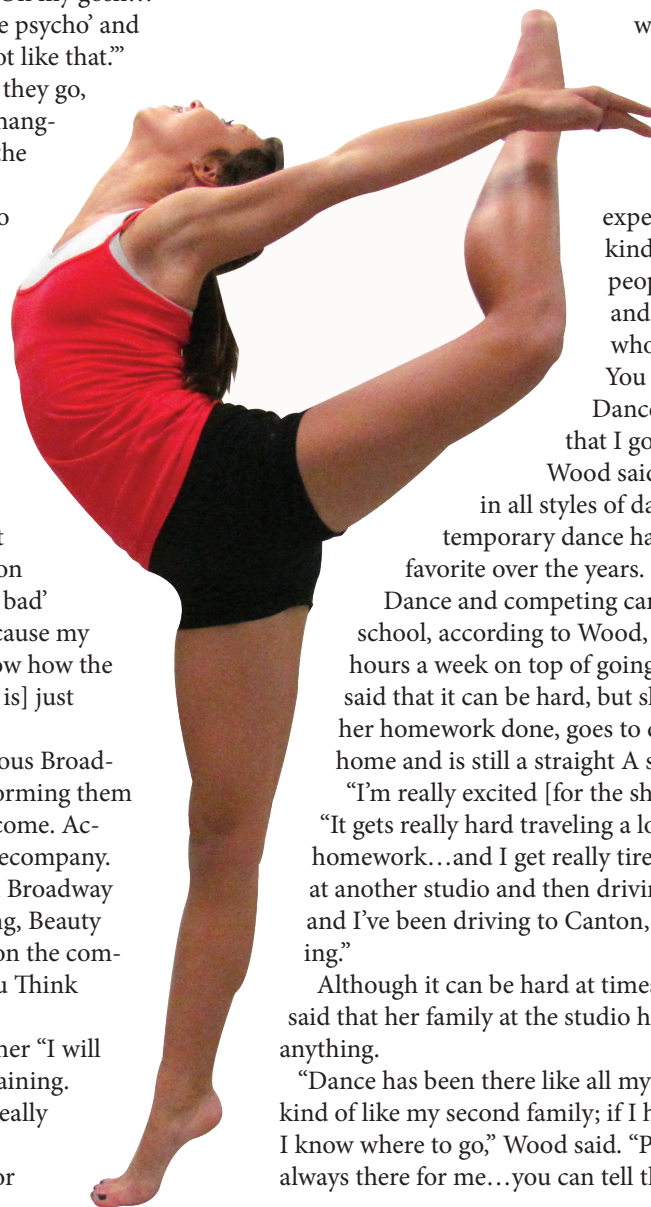 e psycho’ and
ot like that.’”
they go,
hang-
the
o
t
on
bad’
cause my
ow how the
is] just
ous Broad-
orming them
come. Ac-
ecompany.
Broadway
ng, Beauty
on the com-
u Think
her “I will
aining.
eally
or
w
expe
kind
peop
and
who
You
Dance
that I go
Wood said
in all styles of da
temporary dance ha
favorite over the years.
Dance and competing can
school, according to Wood,
hours a week on top of going
said that it can be hard, but sh
her homework done, goes to d
home and is still a straight A s
“I’m really excited [for the sh
“It gets really hard traveling a lo
homework…and I get really tire
at another studio and then drivin
and I’ve been driving to Canton,
ing.”
Although it can be hard at times
said that her family at the studio h
anything.
“Dance has been there like all my
kind of like my second family; if I h
I know where to go,” Wood said. “P
always there for me…you can tell th